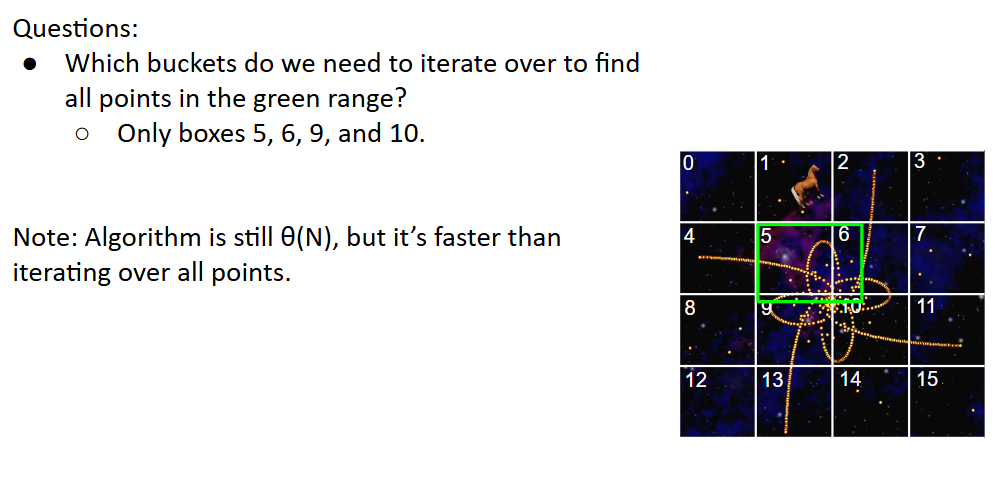 Questions:
● Which buckets do we need to iterate over to find
all points in the green range?
○ Only boxes 5, 6, 9, and 10.
Note: Algorithm is still θ(N), but it’s faster than
iterating over all points.
0 1 2 3
4 5 6 7
8 9 10 11
12 13 14 15